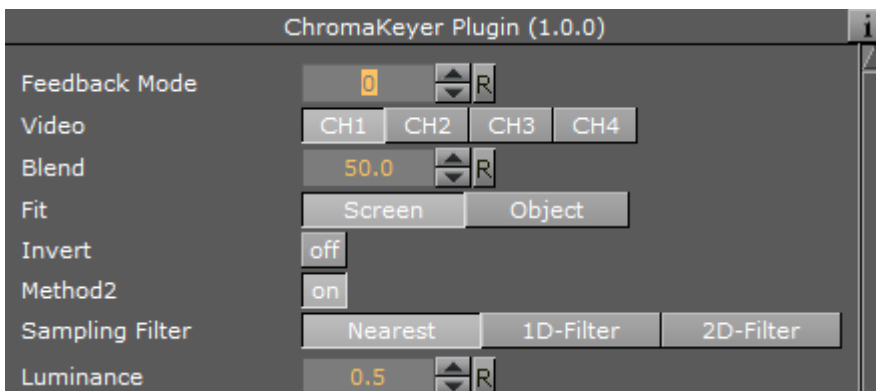 ChromaKeyer Plugin (1.0.0) i
Feedback Mode 0 R
Video CH1 CH2 CH3 CH4
Blend 50.0 R
Fit Screen Object
Invert off
Method2 on
Sampling Filter Nearest 1D-Filter 2D-Filter
Luminance 0.5 R